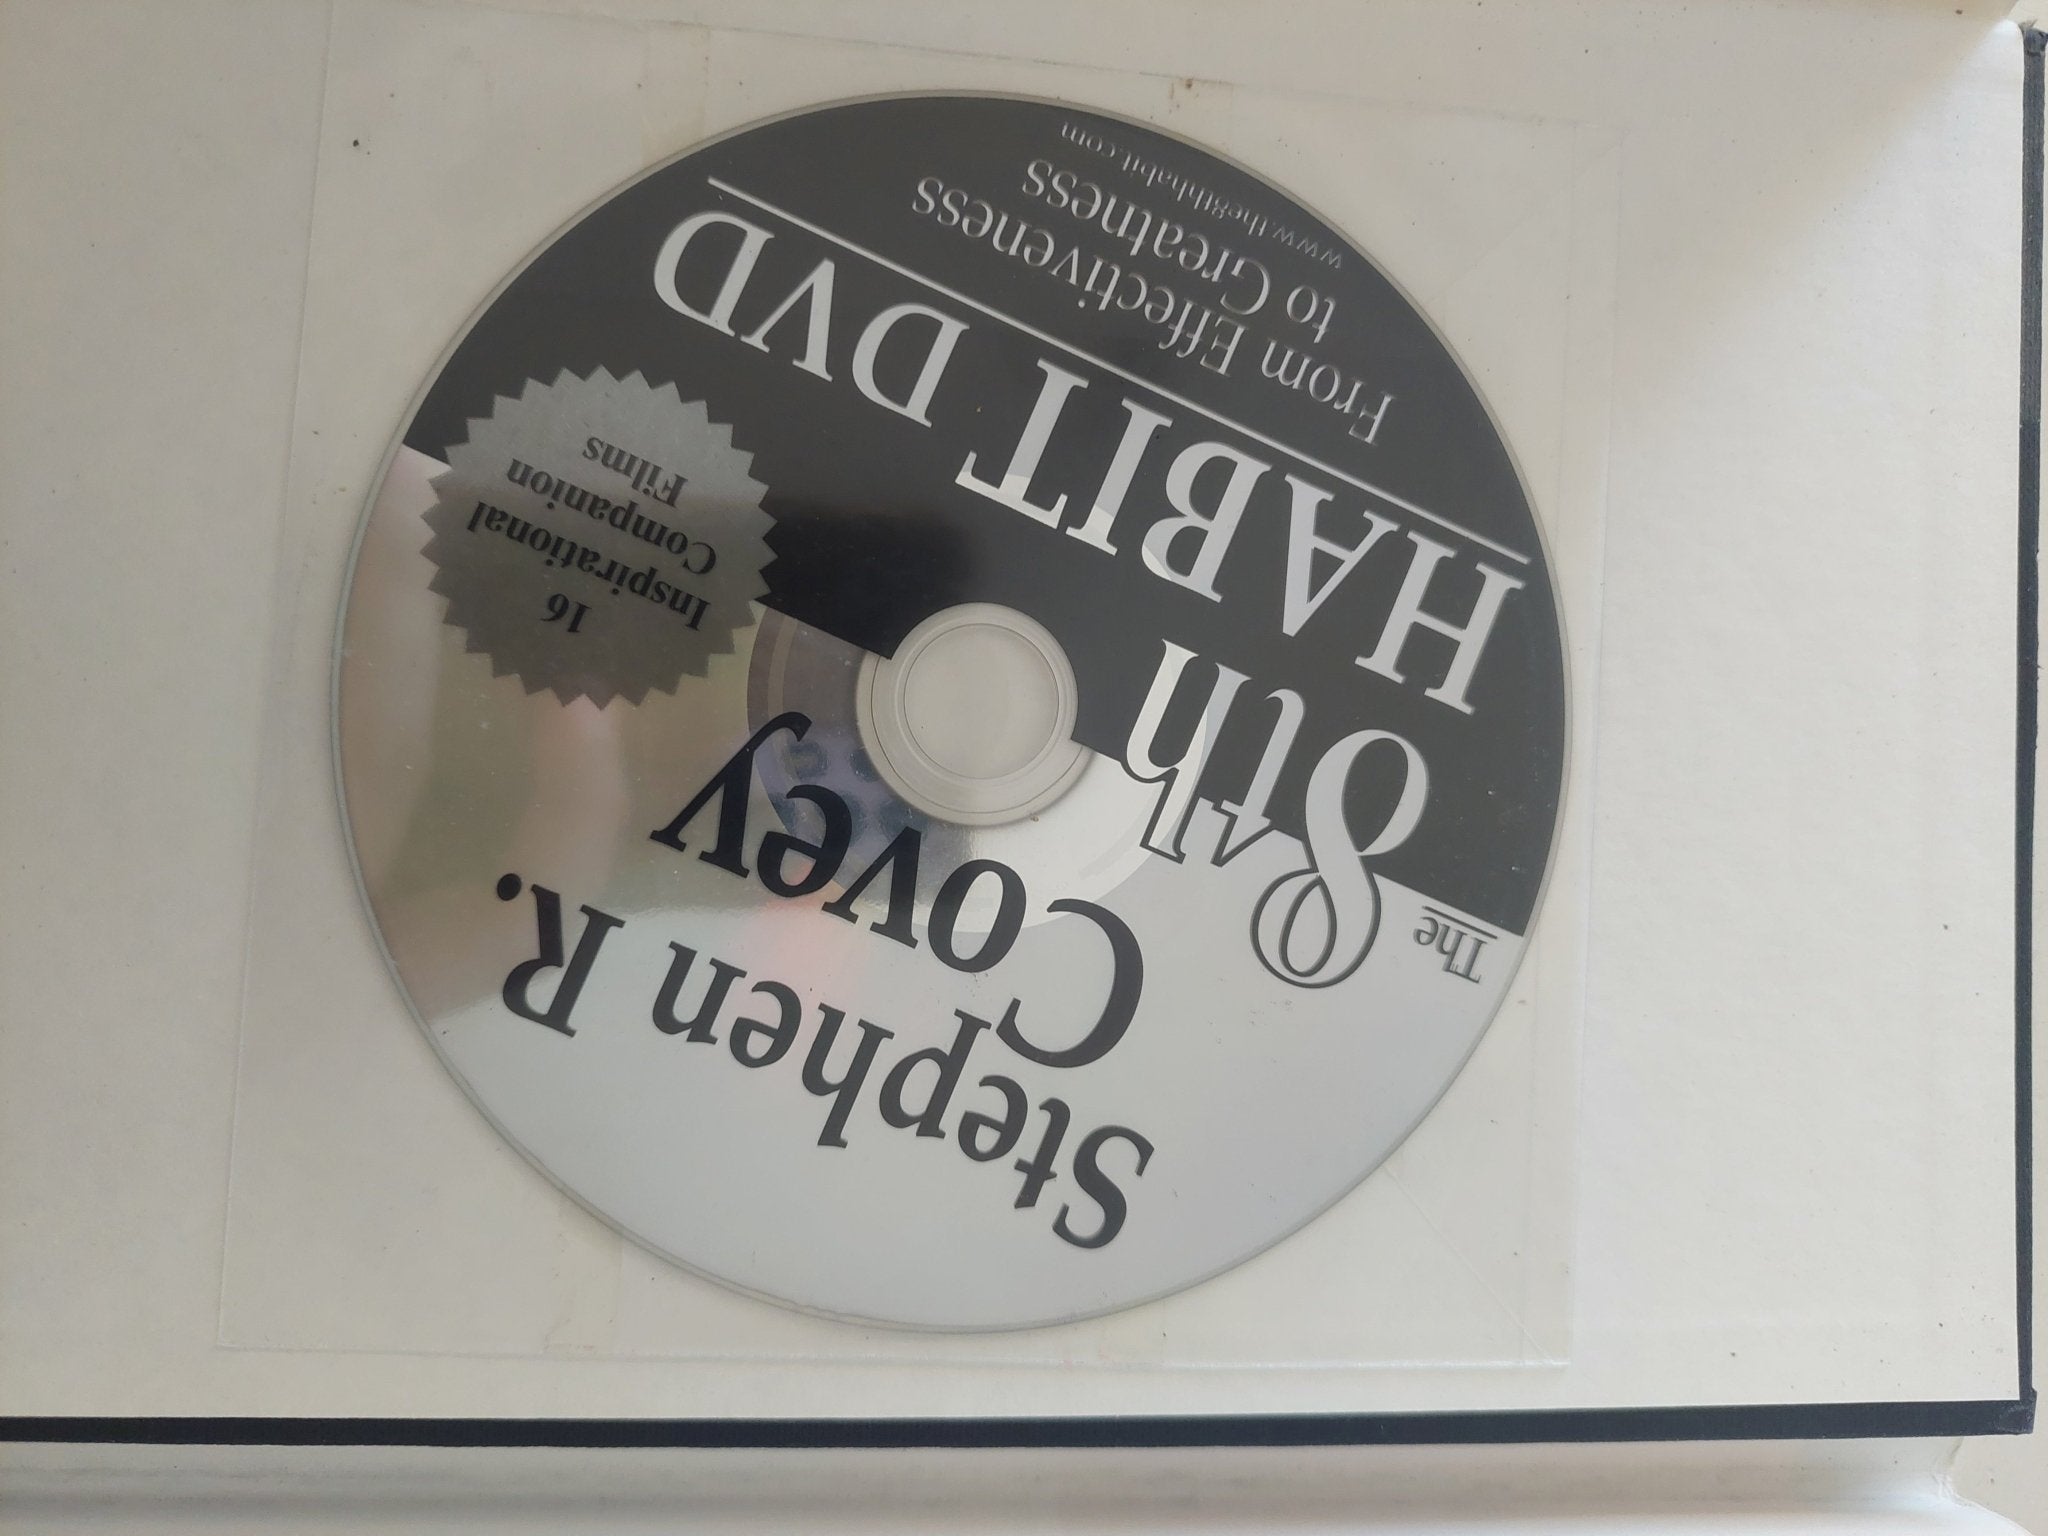 Stephen R.
Covey
The
8th
HABIT DVD
From Effectiveness
to Greatness
www.the8thhabit.com
16
Inspirational
Companion
Films